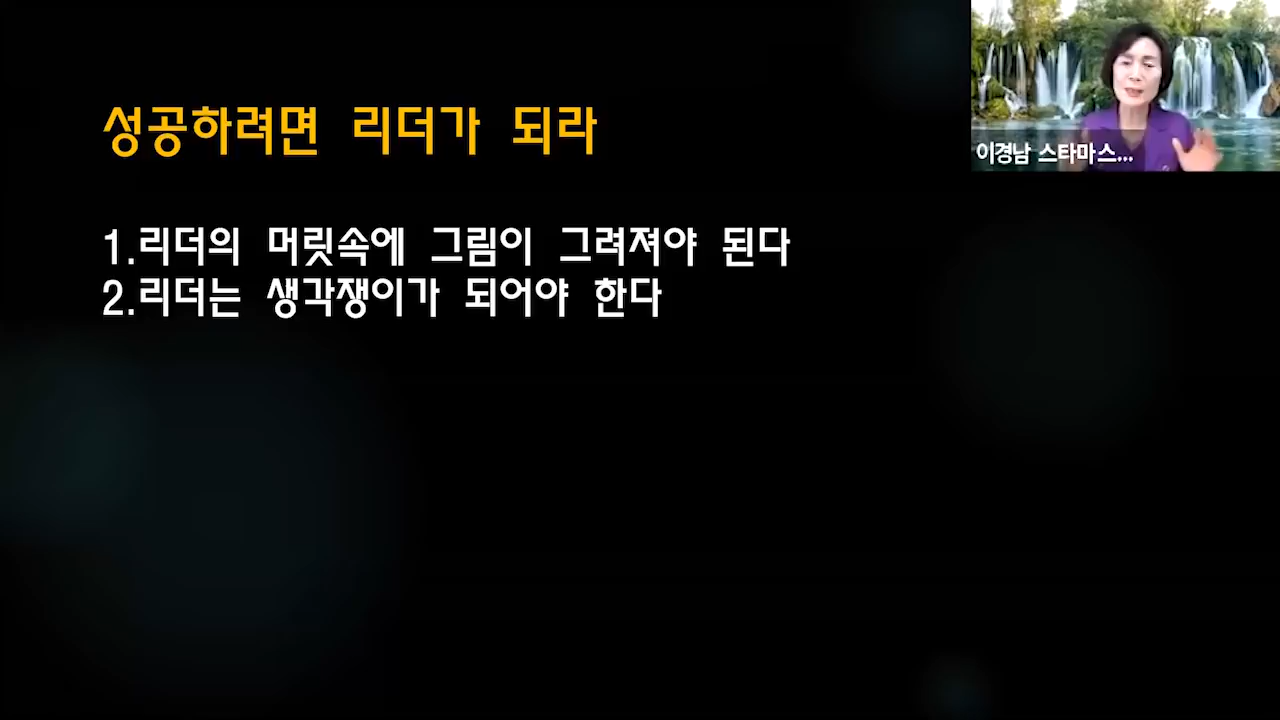 성공하려면 리더가 되라
이경남 스타마스...
1.리더의 머릿속에 그림이 그려져야 된다
2.리더는 생각쟁이가 되어야 한다